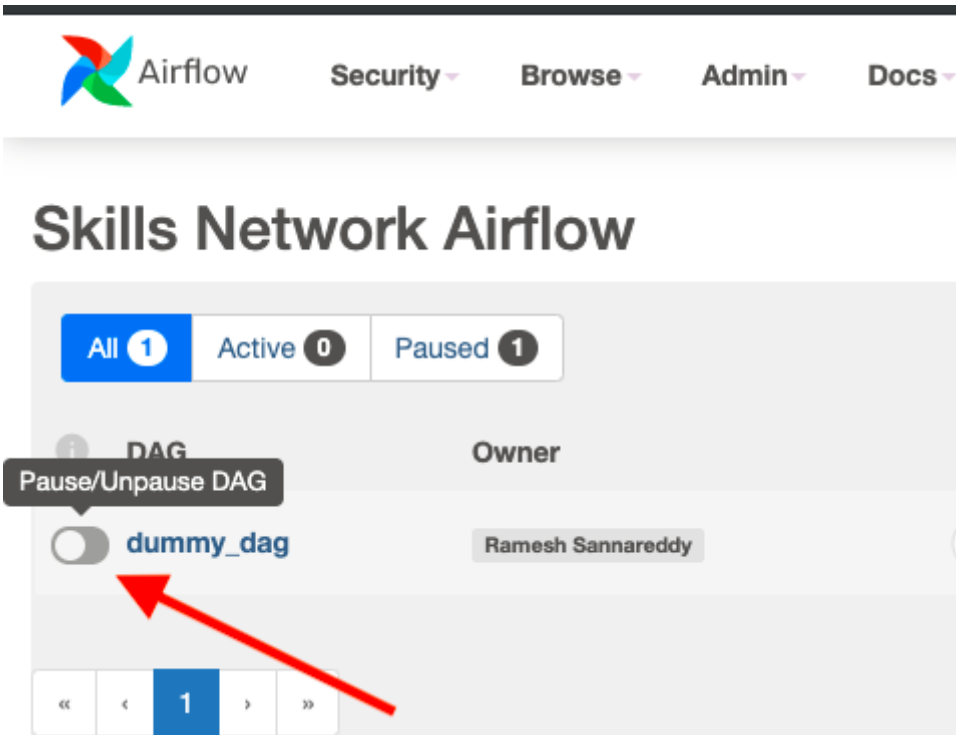 Airflow Security Browse Admin Docs
Skills Network Airflow
All 1 Active 0 Paused 1
i DAG Owner
Pause/Unpause DAG
dummy_dag Ramesh Sannareddy
« ‹ 1 › »